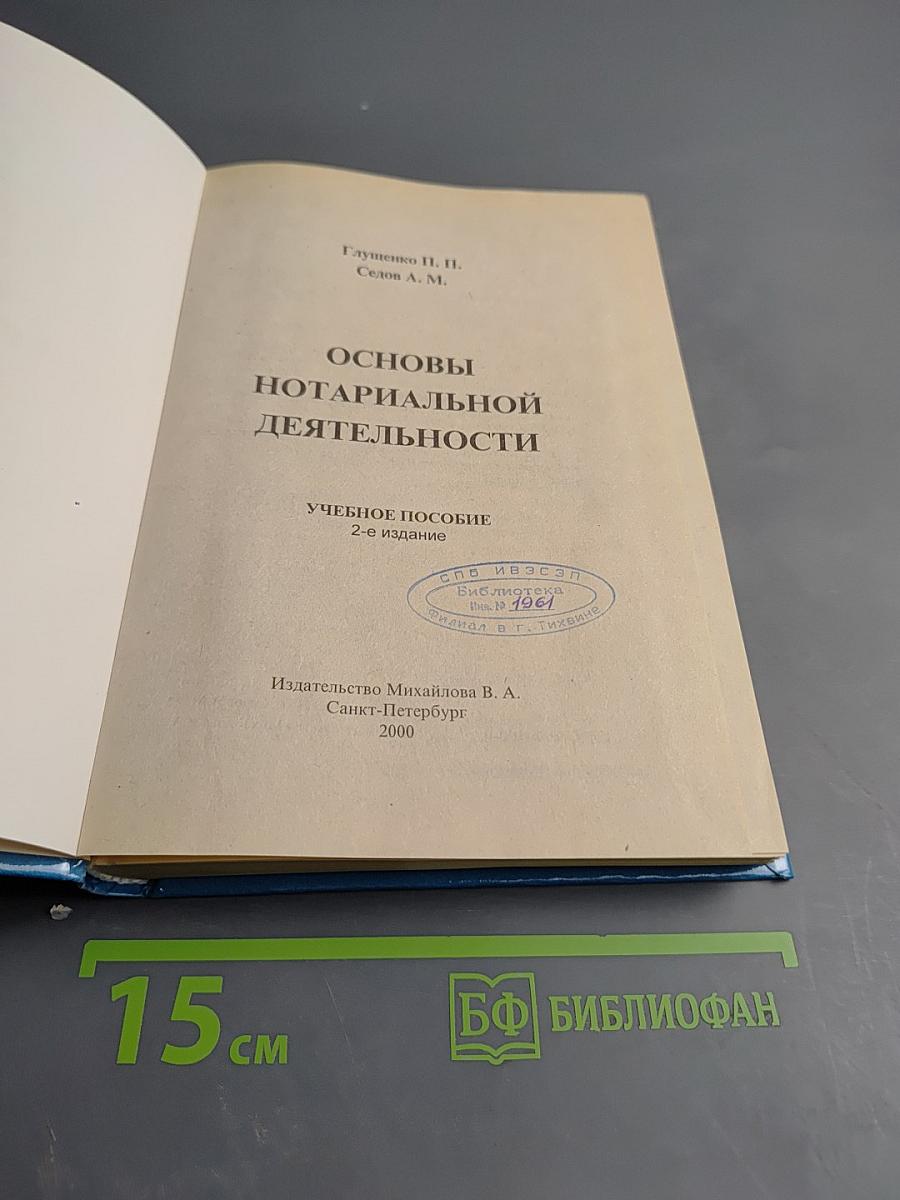 Глущенко П. П.
Седов А. М.
ОСНОВЫ
НОТАРИАЛЬНОЙ
ДЕЯТЕЛЬНОСТИ
УЧЕБНОЕ ПОСОБИЕ
2-е издание
СПБ ИВЭСЭП
Библиотека
Инв. № 1961
Филиал в г. Тихвине
Издательство Михайлова В. А.
Санкт-Петербург
2000
15 см
БФ БИБЛИОФАН